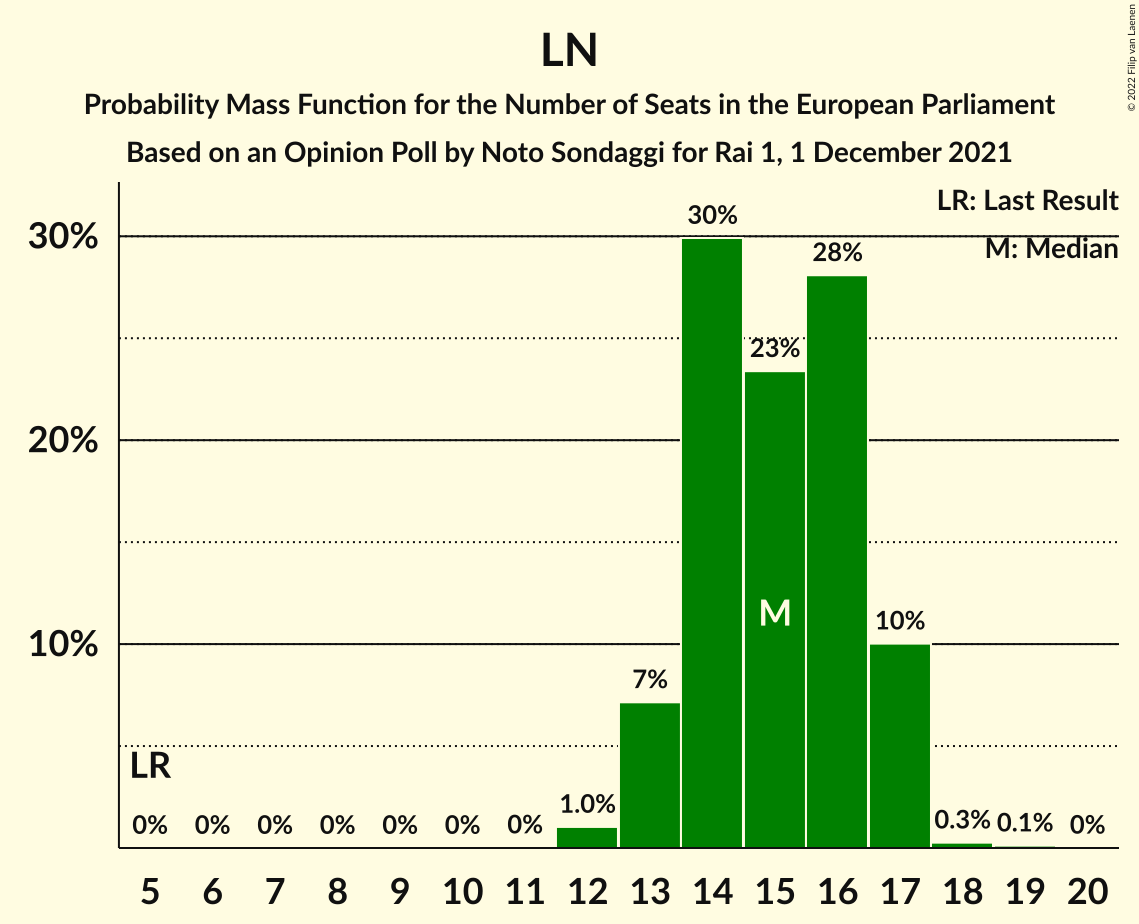 LN
Probability Mass Function for the Number of Seats in the European Parliament
Based on an Opinion Poll by Noto Sondaggi for Rai 1, 1 December 2021
© 2022 Filip van Laenen
LR: Last Result
M: Median
30%
20%
10%
LR
0%
0%
0%
0%
0%
0%
0%
1.0%
7%
30%
23%
M
28%
10%
0.3%
0.1%
0%
5 6 7 8 9 10 11 12 13 14 15 16 17 18 19 20